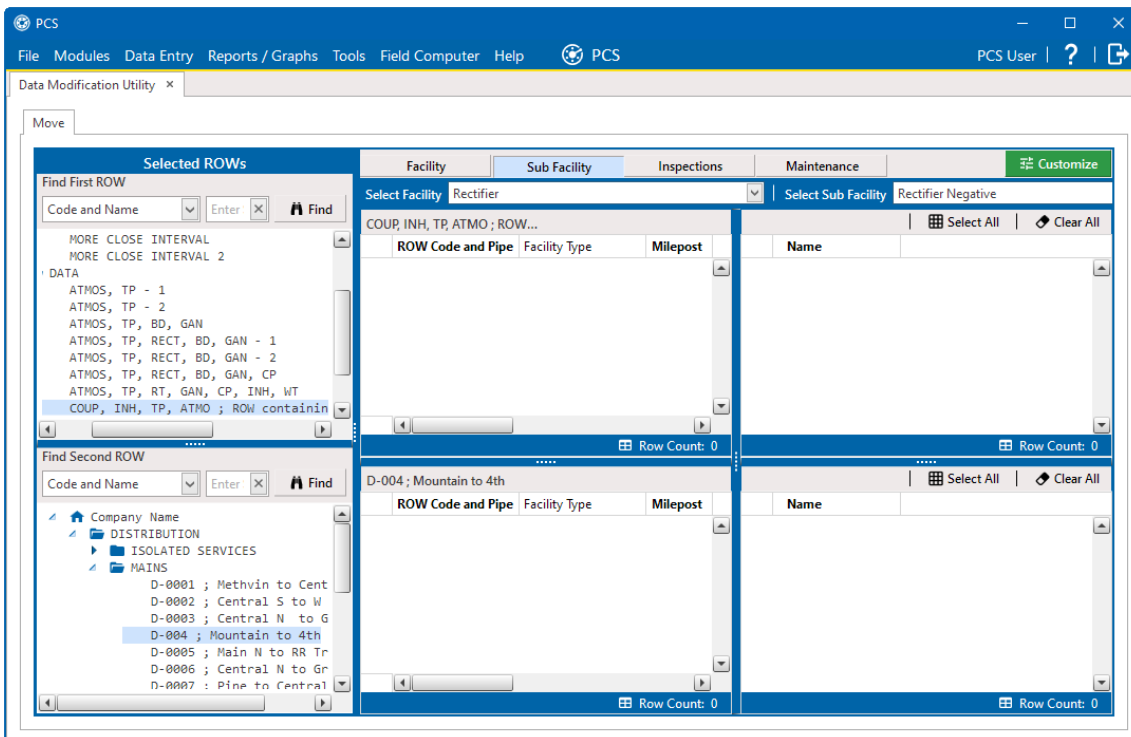 PCS
File Modules Data Entry Reports / Graphs Tools Field Computer Help PCS PCS User | ? |
Data Modification Utility ×
Move
Selected ROWs
Find First ROW
Code and Name Enter × Find
MORE CLOSE INTERVAL
MORE CLOSE INTERVAL 2
DATA
ATMOS, TP - 1
ATMOS, TP - 2
ATMOS, TP, BD, GAN
ATMOS, TP, RECT, BD, GAN - 1
ATMOS, TP, RECT, BD, GAN - 2
ATMOS, TP, RECT, BD, GAN, CP
ATMOS, TP, RT, GAN, CP, INH, WT
COUP, INH, TP, ATMO ; ROW containin
Find Second ROW
Code and Name Enter × Find
Company Name
DISTRIBUTION
ISOLATED SERVICES
MAINS
D-0001 ; Methvin to Cent
D-0002 ; Central S to W
D-0003 ; Central N to G
D-004 ; Mountain to 4th
D-0005 ; Main N to RR Tr
D-0006 ; Central N to Gr
D-0007 ; Pine to Central
Facility Sub Facility Inspections Maintenance Customize
Select Facility Rectifier | Select Sub Facility Rectifier Negative
COUP, INH, TP, ATMO ; ROW... | Select All | Clear All
ROW Code and Pipe Facility Type Milepost Name
Row Count: 0 Row Count: 0
D-004 ; Mountain to 4th | Select All | Clear All
ROW Code and Pipe Facility Type Milepost Name
Row Count: 0 Row Count: 0